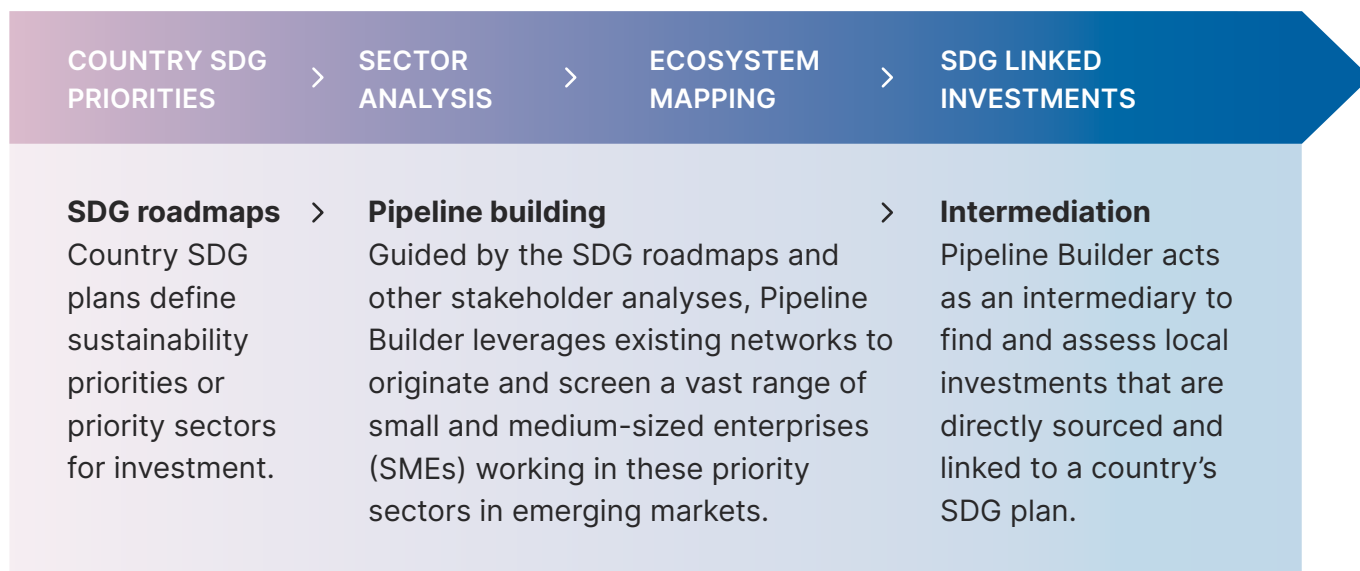 COUNTRY SDG
PRIORITIES
SECTOR
ANALYSIS
ECOSYSTEM
MAPPING
SDG LINKED
INVESTMENTS
SDG roadmaps
Country SDG
plans define
sustainability
priorities or
priority sectors
for investment.
Pipeline building
Guided by the SDG roadmaps and
other stakeholder analyses, Pipeline
Builder leverages existing networks to
originate and screen a vast range of
small and medium-sized enterprises
(SMEs) working in these priority
sectors in emerging markets.
Intermediation
Pipeline Builder acts
as an intermediary to
find and assess local
investments that are
directly sourced and
linked to a country’s
SDG plan.